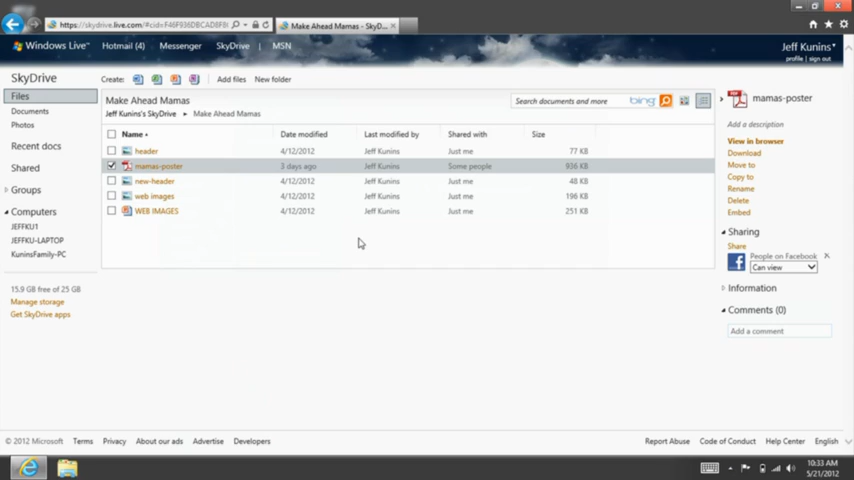 https://skydrive.live.com/#cid=F46F936DBCAD8F8
Make Ahead Mamas - SkyD...
Windows Live™ Hotmail (4) Messenger SkyDrive MSN
Jeff Kunins
profile | sign out
SkyDrive
Files
Documents
Photos
Recent docs
Shared
Groups
Computers
JEFFKU1
JEFFKU-LAPTOP
KuninsFamily-PC
15.9 GB free of 25 GB
Manage storage
Get SkyDrive apps
Create: Add files New folder
Make Ahead Mamas
Search documents and more bing
Jeff Kunins's SkyDrive ► Make Ahead Mamas
Name Date modified Last modified by Shared with Size
header 4/12/2012 Jeff Kunins Just me 77 KB
mamas-poster 3 days ago Jeff Kunins Some people 936 KB
new-header 4/12/2012 Jeff Kunins Just me 48 KB
web images 4/12/2012 Jeff Kunins Just me 196 KB
WEB IMAGES 4/12/2012 Jeff Kunins Just me 251 KB
mamas-poster
Add a description
View in browser
Download
Move to
Copy to
Rename
Delete
Embed
Sharing
Share
People on Facebook
Can view
Information
Comments (0)
Add a comment
© 2012 Microsoft Terms Privacy About our ads Advertise Developers Report Abuse Code of Conduct Help Center English
10:33 AM
5/21/2012